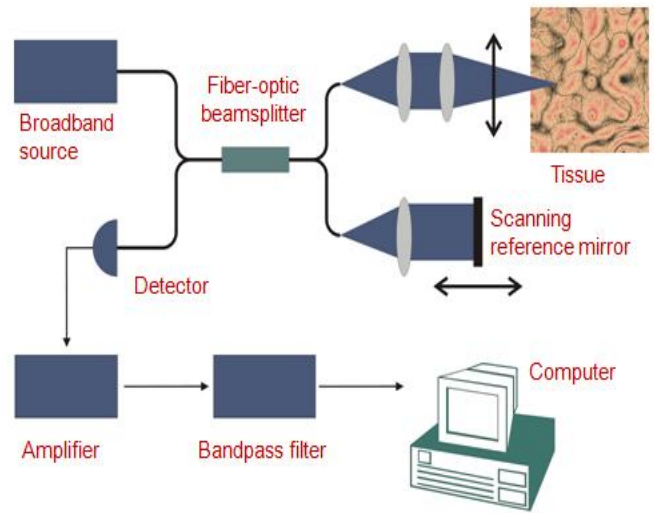 Broadband
source
Fiber-optic
beamsplitter
Tissue
Scanning
reference mirror
Detector
Amplifier
Bandpass filter
Computer